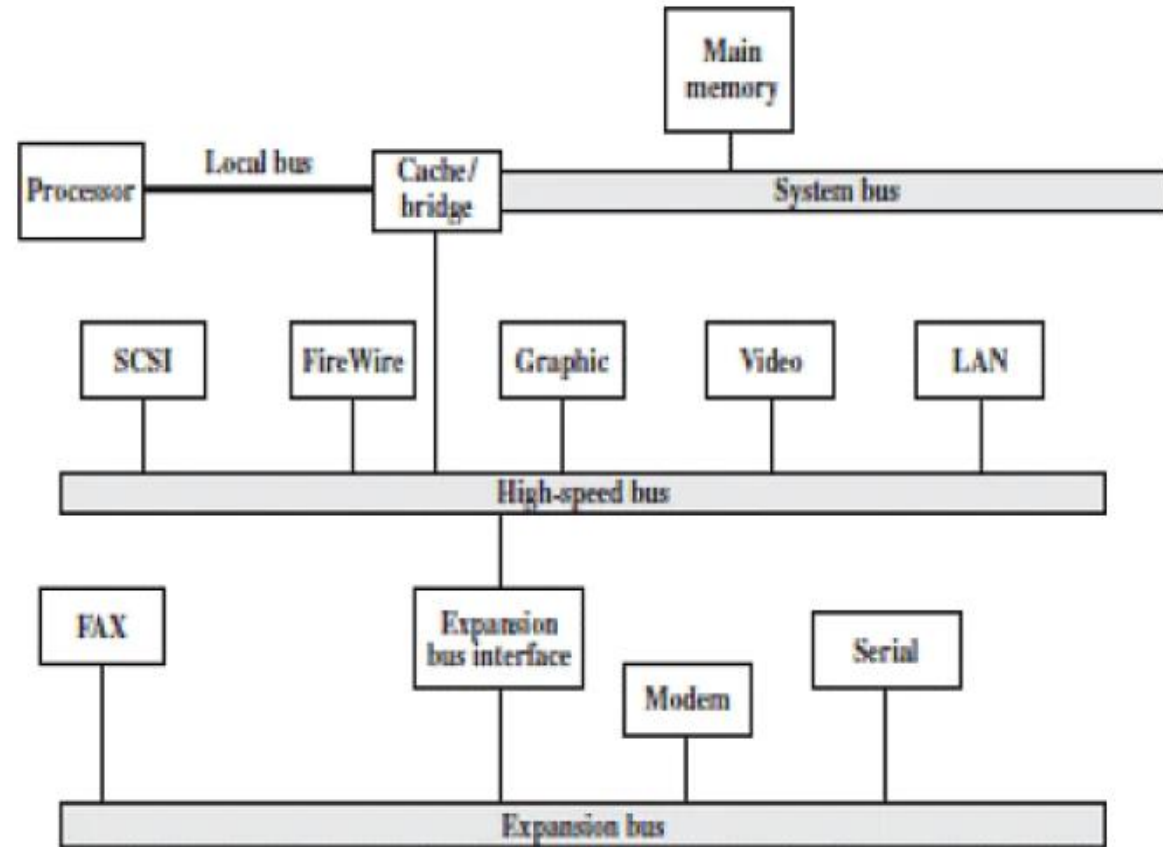 Main
memory
Local bus
Processor
Cache/
bridge
System bus
SCSI
FireWire
Graphic
Video
LAN
High-speed bus
FAX
Expansion
bus interface
Serial
Modem
Expansion bus